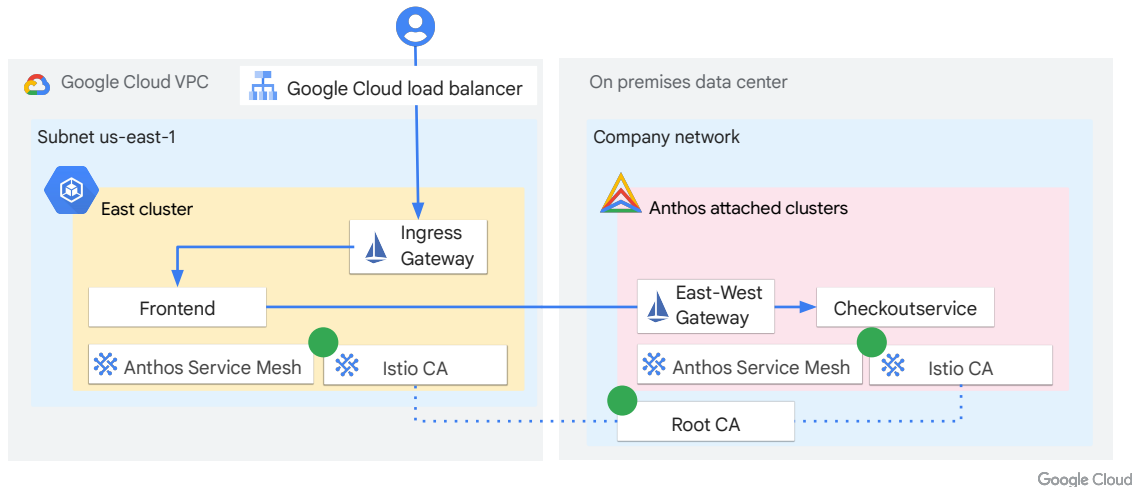 Google Cloud VPC
Google Cloud load balancer
On premises data center
Subnet us-east-1
Company network
East cluster
Anthos attached clusters
Ingress
Gateway
Frontend
East-West
Gateway
Checkoutservice
Anthos Service Mesh
Istio CA
Anthos Service Mesh
Istio CA
Root CA
Google Cloud